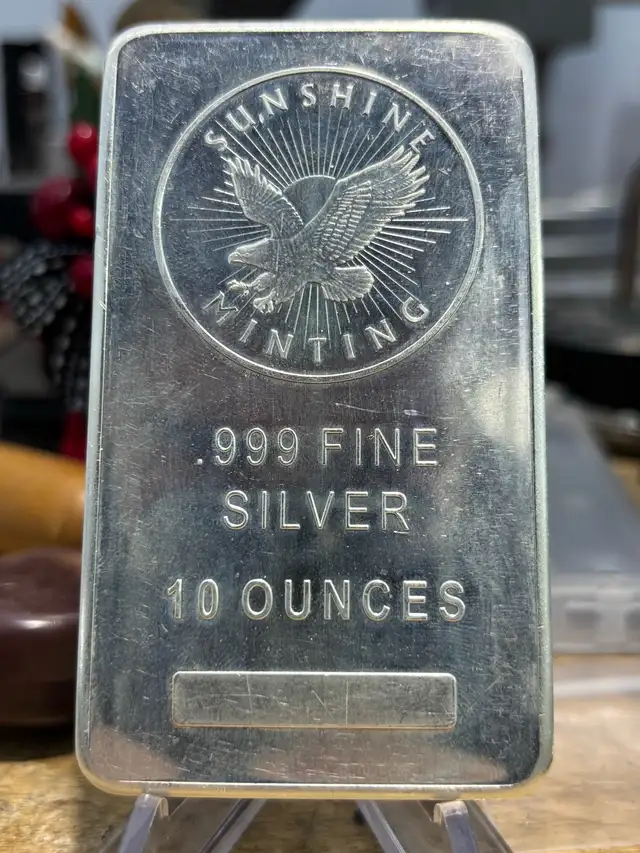 SUNSHINE
MINTING
.999 FINE
SILVER
10 OUNCES